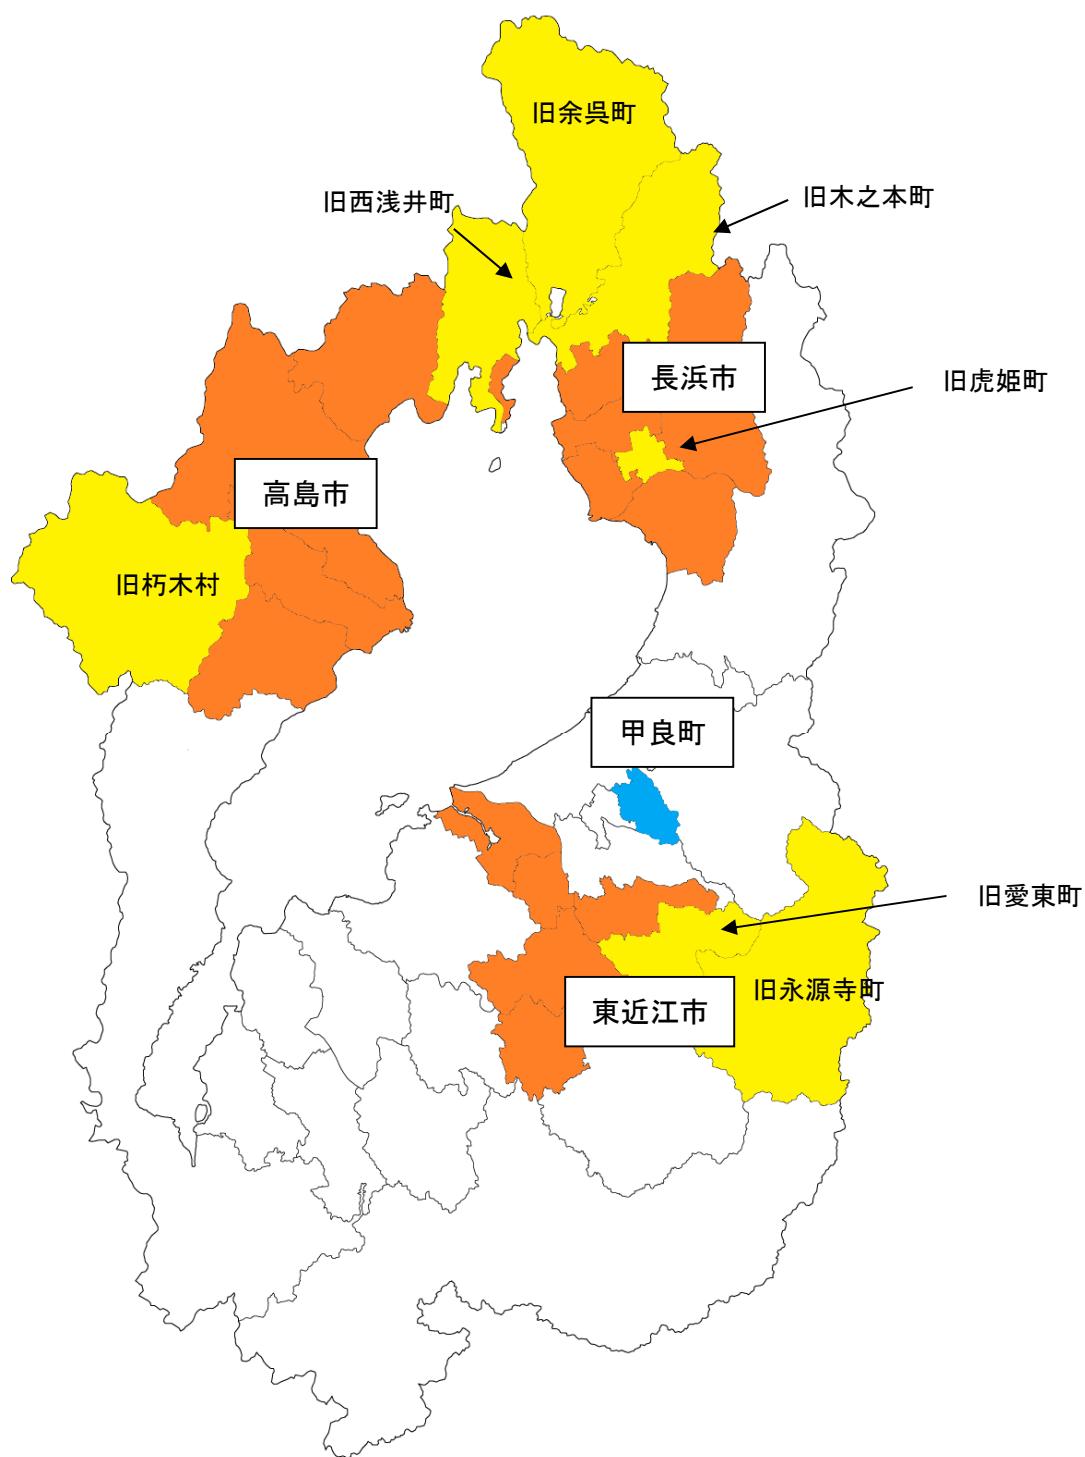 旧余呉町
旧西浅井町
旧木之本町
長浜市
旧虎姫町
高島市
旧朽木村
甲良町
旧愛東町
旧永源寺町
東近江市